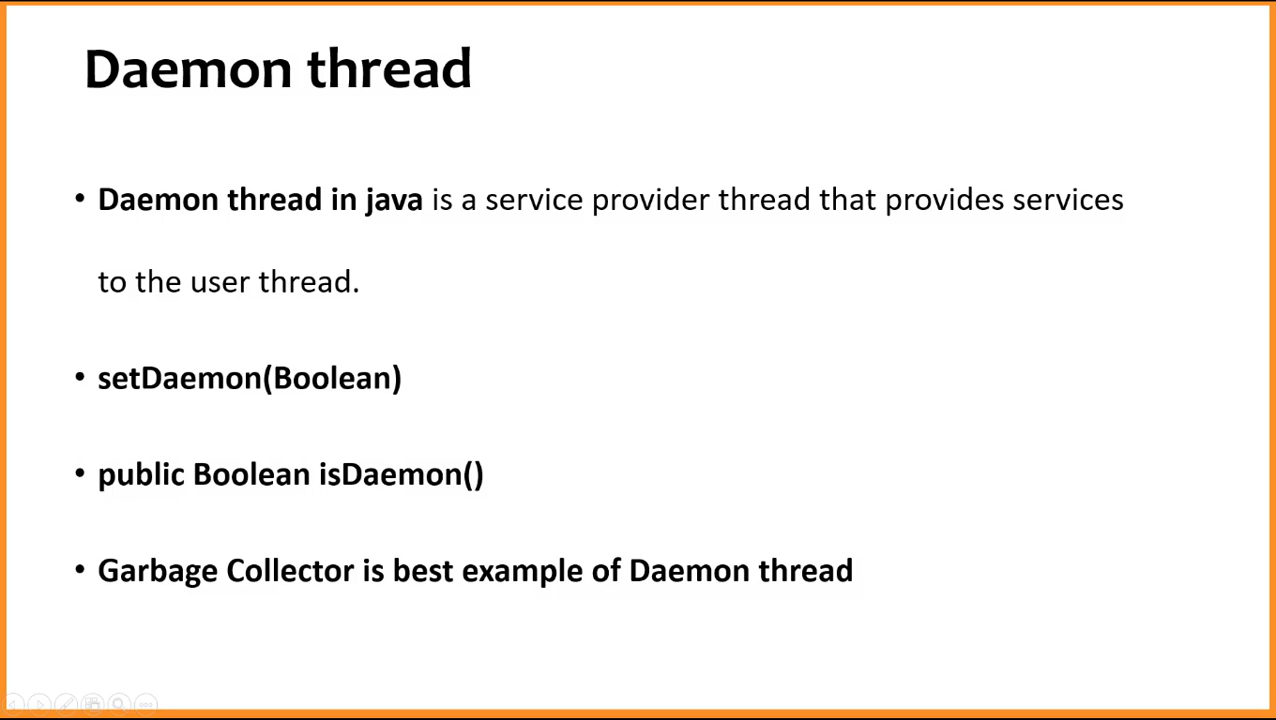 Daemon thread
• Daemon thread in java is a service provider thread that provides services
to the user thread.
• setDaemon(Boolean)
• public Boolean isDaemon()
• Garbage Collector is best example of Daemon thread